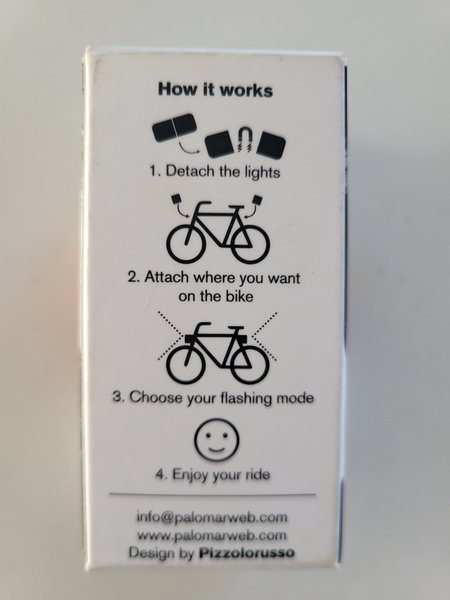 How it works
1. Detach the lights
2. Attach where you want
on the bike
3. Choose your flashing mode
4. Enjoy your ride
info@palomarweb.com
www.palomarweb.com
Design by Pizzolorusso